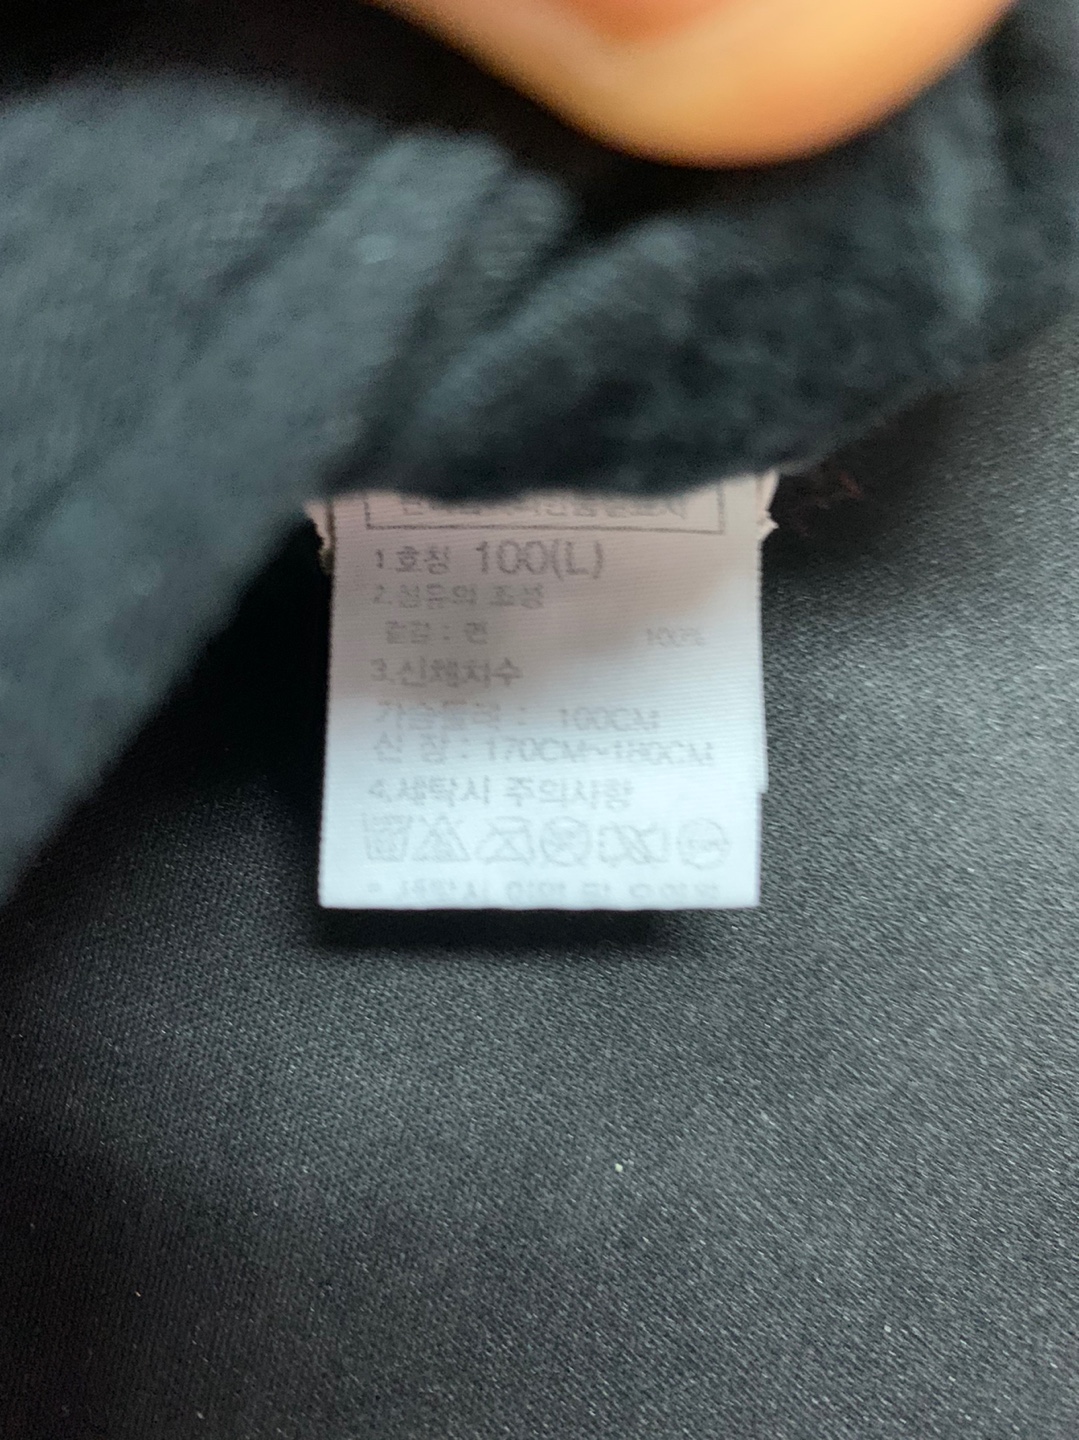 1 호칭 100(L)
2.섬유의 조성
겉감 : 면 100%
3.신체치수
가슴둘레 : 100CM
신 장 : 170CM~180CM
4.세탁시 주의사항